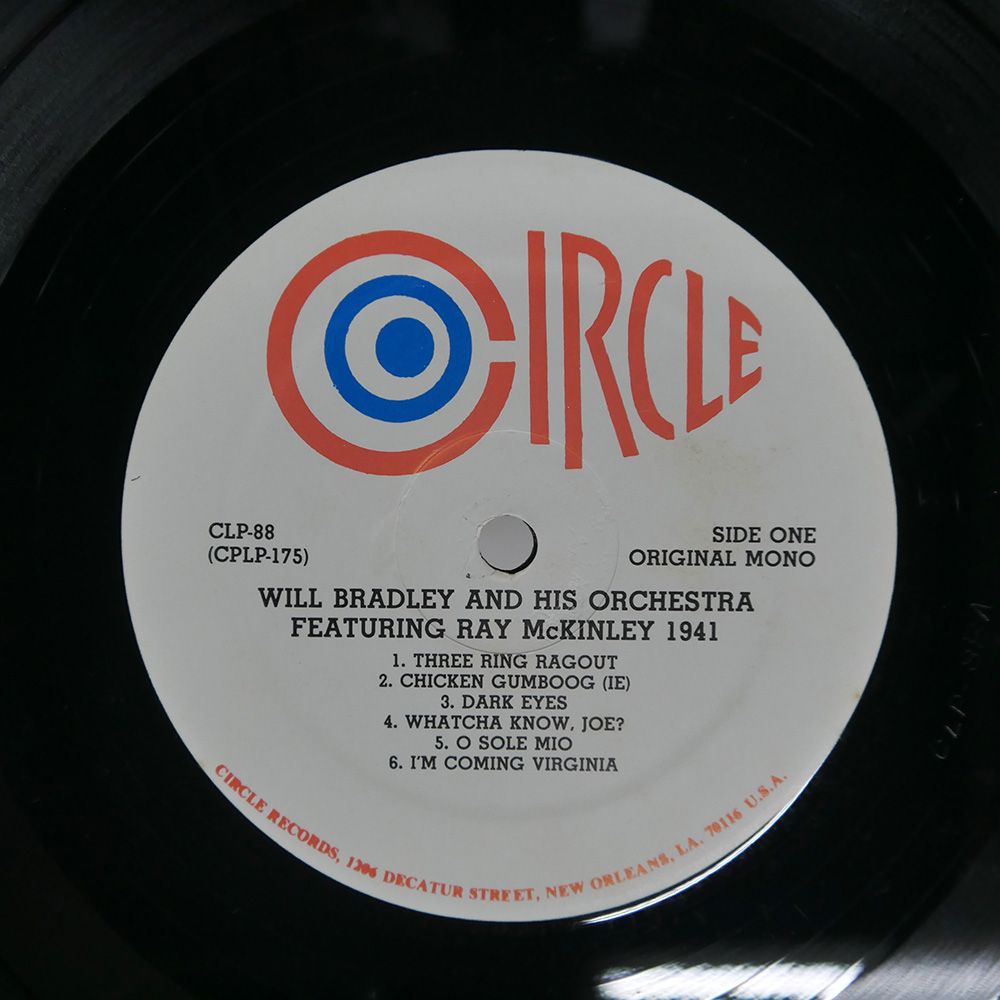 CIRCLE
CLP-88
(CPLP-175)
SIDE ONE
ORIGINAL MONO
WILL BRADLEY AND HIS ORCHESTRA
FEATURING RAY McKINLEY 1941
1. THREE RING RAGOUT
2. CHICKEN GUMBOOG (IE)
3. DARK EYES
4. WHATCHA KNOW, JOE?
5. O SOLE MIO
6. I'M COMING VIRGINIA
CIRCLE RECORDS, 1206 DECATUR STREET, NEW ORLEANS, LA. 70116 U.S.A.